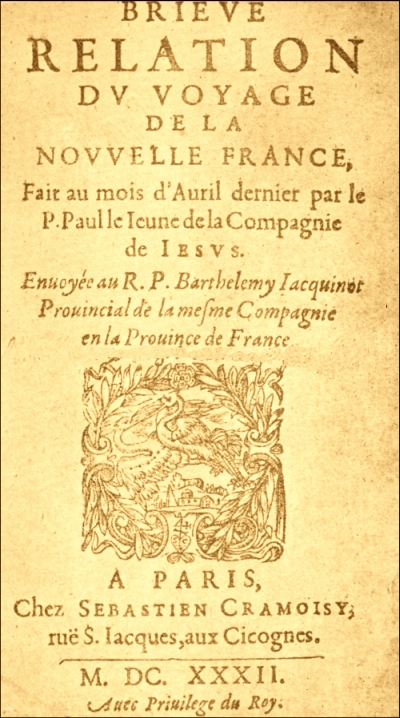 BRIEVE
RELATION
DV VOYAGE
DE LA
NOVVELLE FRANCE,
Fait au mois d'Auril dernier par le
P. Paul le Ieune de la Compagnie
de IESVS.
Enuoyée au R. P. Barthelemy Iacquinot
Prouincial de la meſme Compagnie
en la Prouince de France
A PARIS,
Chez SEBASTIEN CRAMOISY,
ruë S. Iacques, aux Cicognes.
M. DC. XXXII.
Auec Priuilege du Roy.